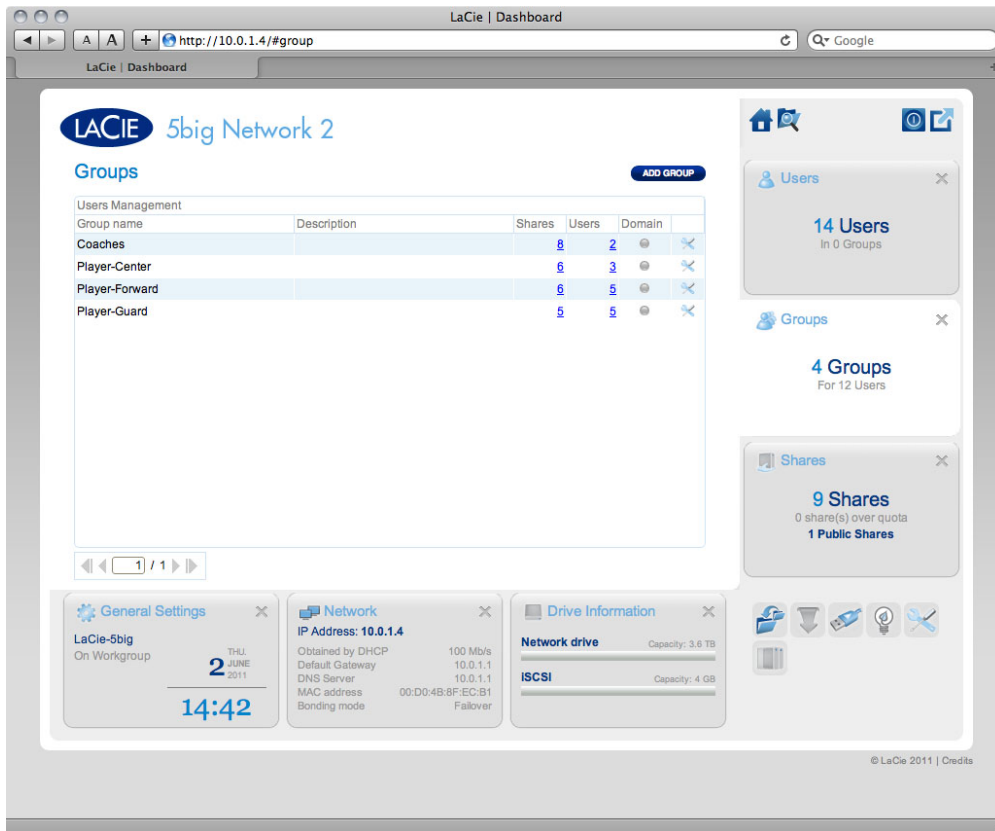 LaCie | Dashboard
A A + http://10.0.1.4/#group Google
LaCie | Dashboard
LACIE 5big Network 2
Groups
ADD GROUP
Users Management
Group name Description Shares Users Domain
Coaches 8 2
Player-Center 6 3
Player-Forward 6 5
Player-Guard 5 5
1 / 1
Users
14 Users
In 0 Groups
Groups
4 Groups
For 12 Users
Shares
9 Shares
0 share(s) over quota
1 Public Shares
General Settings
LaCie-5big
On Workgroup
THU.
2 JUNE
2011
14:42
Network
IP Address: 10.0.1.4
Obtained by DHCP 100 Mb/s
Default Gateway 10.0.1.1
DNS Server 10.0.1.1
MAC address 00:D0:4B:8F:EC:B1
Bonding mode Failover
Drive Information
Network drive Capacity: 3.6 TB
iSCSI Capacity: 4 GB
© LaCie 2011 | Credits